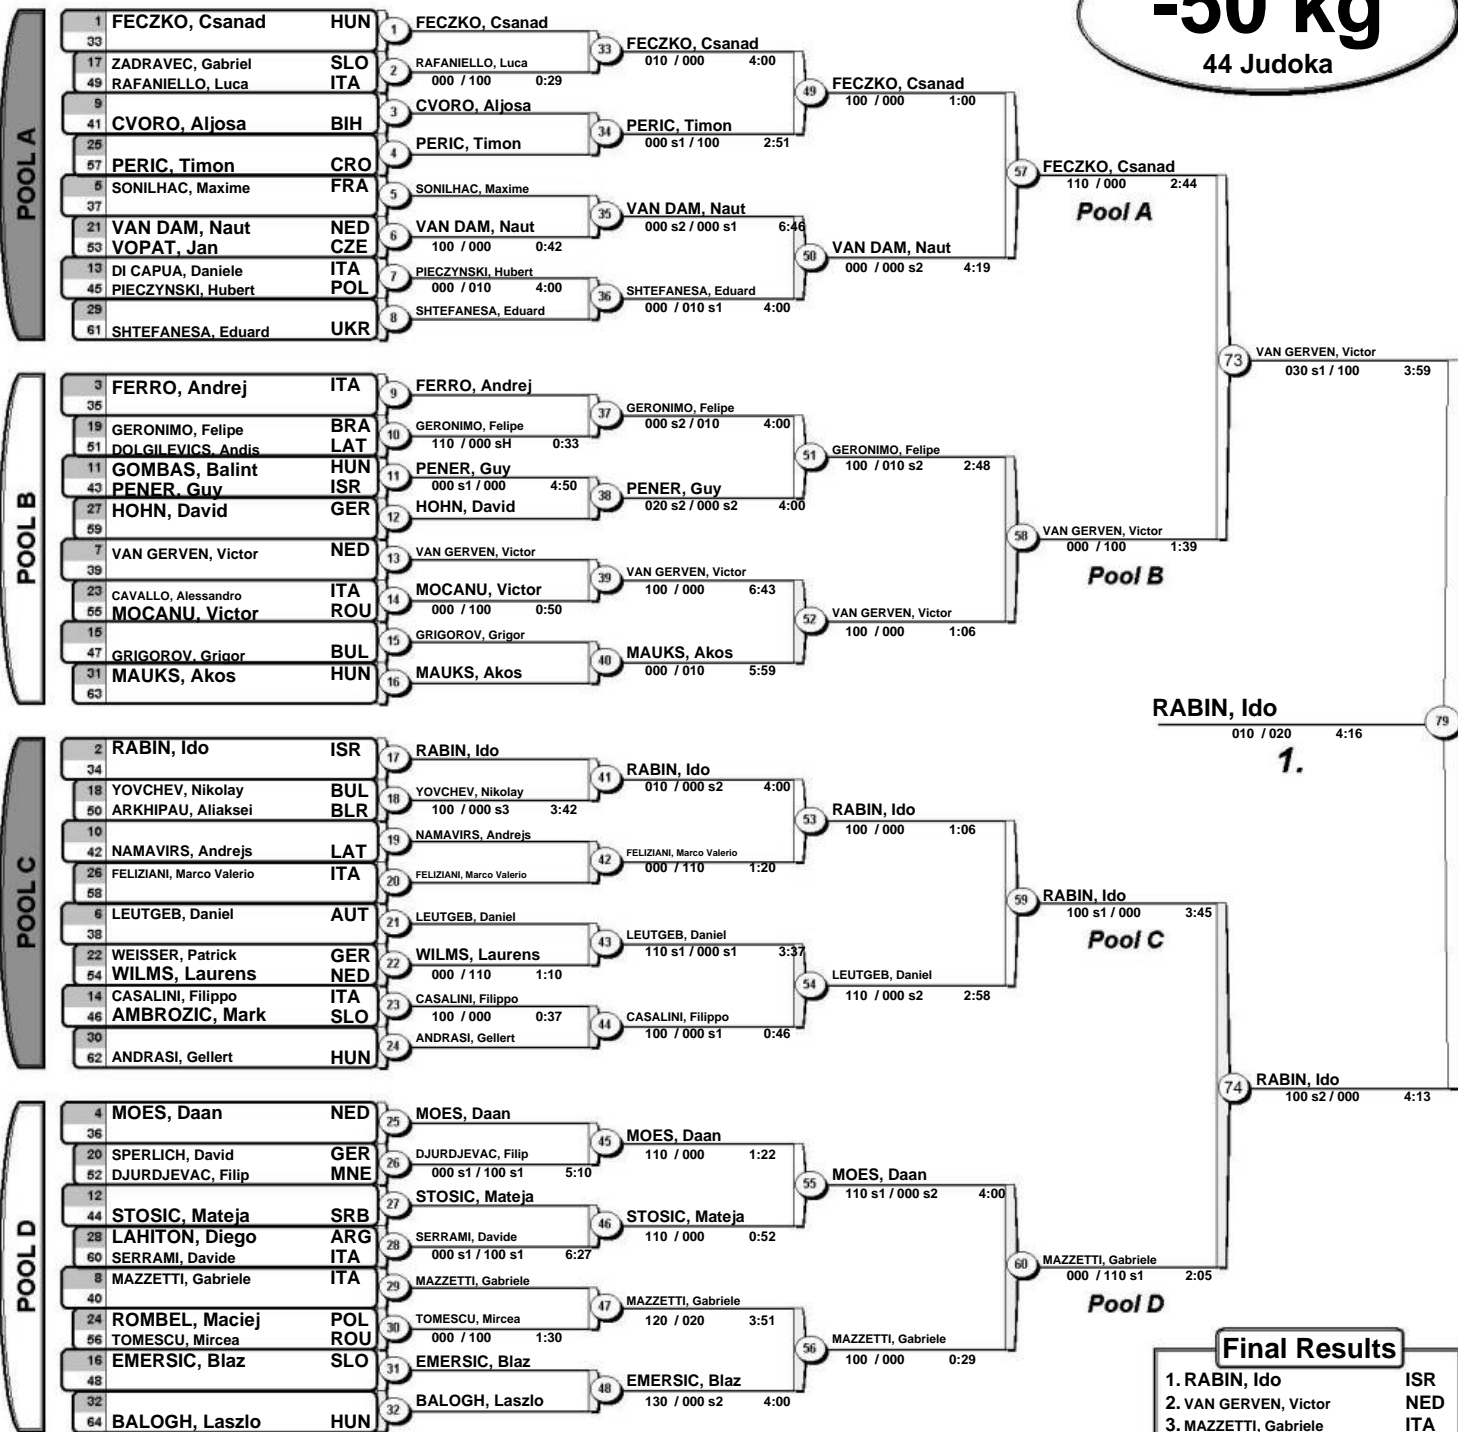 -50 kg
44 Judoka
POOL A
1 FECZKO, Csanad HUN
33
17 ZADRAVEC, Gabriel SLO
49 RAFANIELLO, Luca ITA
9
41 CVORO, Aljosa BIH
25
57 PERIC, Timon CRO
5 SONILHAC, Maxime FRA
37
21 VAN DAM, Naut NED
53 VOPAT, Jan CZE
13 DI CAPUA, Daniele ITA
45 PIECZYNSKI, Hubert POL
29
61 SHTEFANESA, Eduard UKR
1 FECZKO, Csanad
2 RAFANIELLO, Luca
000 / 100 0:29
3 CVORO, Aljosa
4 PERIC, Timon
5 SONILHAC, Maxime
6 VAN DAM, Naut
100 / 000 0:42
7 PIECZYNSKI, Hubert
000 / 010 4:00
8 SHTEFANESA, Eduard
33 FECZKO, Csanad
010 / 000 4:00
34 PERIC, Timon
000 s1 / 100 2:51
35 VAN DAM, Naut
000 s2 / 000 s1 6:46
36 SHTEFANESA, Eduard
000 / 010 s1 4:00
49 FECZKO, Csanad
100 / 000 1:00
50 VAN DAM, Naut
000 / 000 s2 4:19
57 FECZKO, Csanad
110 / 000 2:44
Pool A
POOL B
3 FERRO, Andrej ITA
35
19 GERONIMO, Felipe BRA
51 DOLGILEVICS, Andis LAT
11 GOMBAS, Balint HUN
43 PENER, Guy ISR
27 HOHN, David GER
59
7 VAN GERVEN, Victor NED
39
23 CAVALLO, Alessandro ITA
55 MOCANU, Victor ROU
15
47 GRIGOROV, Grigor BUL
31 MAUKS, Akos HUN
63
9 FERRO, Andrej
10 GERONIMO, Felipe
110 / 000 sH 0:33
11 PENER, Guy
000 s1 / 000 4:50
12 HOHN, David
13 VAN GERVEN, Victor
14 MOCANU, Victor
000 / 100 0:50
15 GRIGOROV, Grigor
16 MAUKS, Akos
37 GERONIMO, Felipe
000 s2 / 010 4:00
38 PENER, Guy
020 s2 / 000 s2 4:00
39 VAN GERVEN, Victor
100 / 000 6:43
40 MAUKS, Akos
000 / 010 5:59
51 GERONIMO, Felipe
100 / 010 s2 2:48
52 VAN GERVEN, Victor
100 / 000 1:06
58 VAN GERVEN, Victor
000 / 100 1:39
Pool B
73 VAN GERVEN, Victor
030 s1 / 100 3:59
RABIN, Ido 79
010 / 020 4:16
1.
POOL C
2 RABIN, Ido ISR
34
18 YOVCHEV, Nikolay BUL
50 ARKHIPAU, Aliaksei BLR
10
42 NAMAVIRS, Andrejs LAT
26 FELIZIANI, Marco Valerio ITA
58
6 LEUTGEB, Daniel AUT
38
22 WEISSER, Patrick GER
54 WILMS, Laurens NED
14 CASALINI, Filippo ITA
46 AMBROZIC, Mark SLO
30
62 ANDRASI, Gellert HUN
17 RABIN, Ido
18 YOVCHEV, Nikolay
100 / 000 s3 3:42
19 NAMAVIRS, Andrejs
20 FELIZIANI, Marco Valerio
21 LEUTGEB, Daniel
22 WILMS, Laurens
000 / 110 1:10
23 CASALINI, Filippo
100 / 000 0:37
24 ANDRASI, Gellert
41 RABIN, Ido
010 / 000 s2 4:00
42 FELIZIANI, Marco Valerio
000 / 110 1:20
43 LEUTGEB, Daniel
110 s1 / 000 s1 3:37
44 CASALINI, Filippo
100 / 000 s1 0:46
53 RABIN, Ido
100 / 000 1:06
54 LEUTGEB, Daniel
110 / 000 s2 2:58
59 RABIN, Ido
100 s1 / 000 3:45
Pool C
POOL D
4 MOES, Daan NED
36
20 SPERLICH, David GER
52 DJURDJEVAC, Filip MNE
12
44 STOSIC, Mateja SRB
28 LAHITON, Diego ARG
60 SERRAMI, Davide ITA
8 MAZZETTI, Gabriele ITA
40
24 ROMBEL, Maciej POL
56 TOMESCU, Mircea ROU
16 EMERSIC, Blaz SLO
48
32
64 BALOGH, Laszlo HUN
25 MOES, Daan
26 DJURDJEVAC, Filip
000 s1 / 100 s1 5:10
27 STOSIC, Mateja
28 SERRAMI, Davide
000 s1 / 100 s1 6:27
29 MAZZETTI, Gabriele
30 TOMESCU, Mircea
000 / 100 1:30
31 EMERSIC, Blaz
32 BALOGH, Laszlo
45 MOES, Daan
110 / 000 1:22
46 STOSIC, Mateja
110 / 000 0:52
47 MAZZETTI, Gabriele
120 / 020 3:51
48 EMERSIC, Blaz
130 / 000 s2 4:00
55 MOES, Daan
110 s1 / 000 s2 4:00
56 MAZZETTI, Gabriele
100 / 000 0:29
60 MAZZETTI, Gabriele
000 / 110 s1 2:05
Pool D
74 RABIN, Ido
100 s2 / 000 4:13
Final Results
1. RABIN, Ido ISR
2. VAN GERVEN, Victor NED
3. MAZZETTI, Gabriele ITA